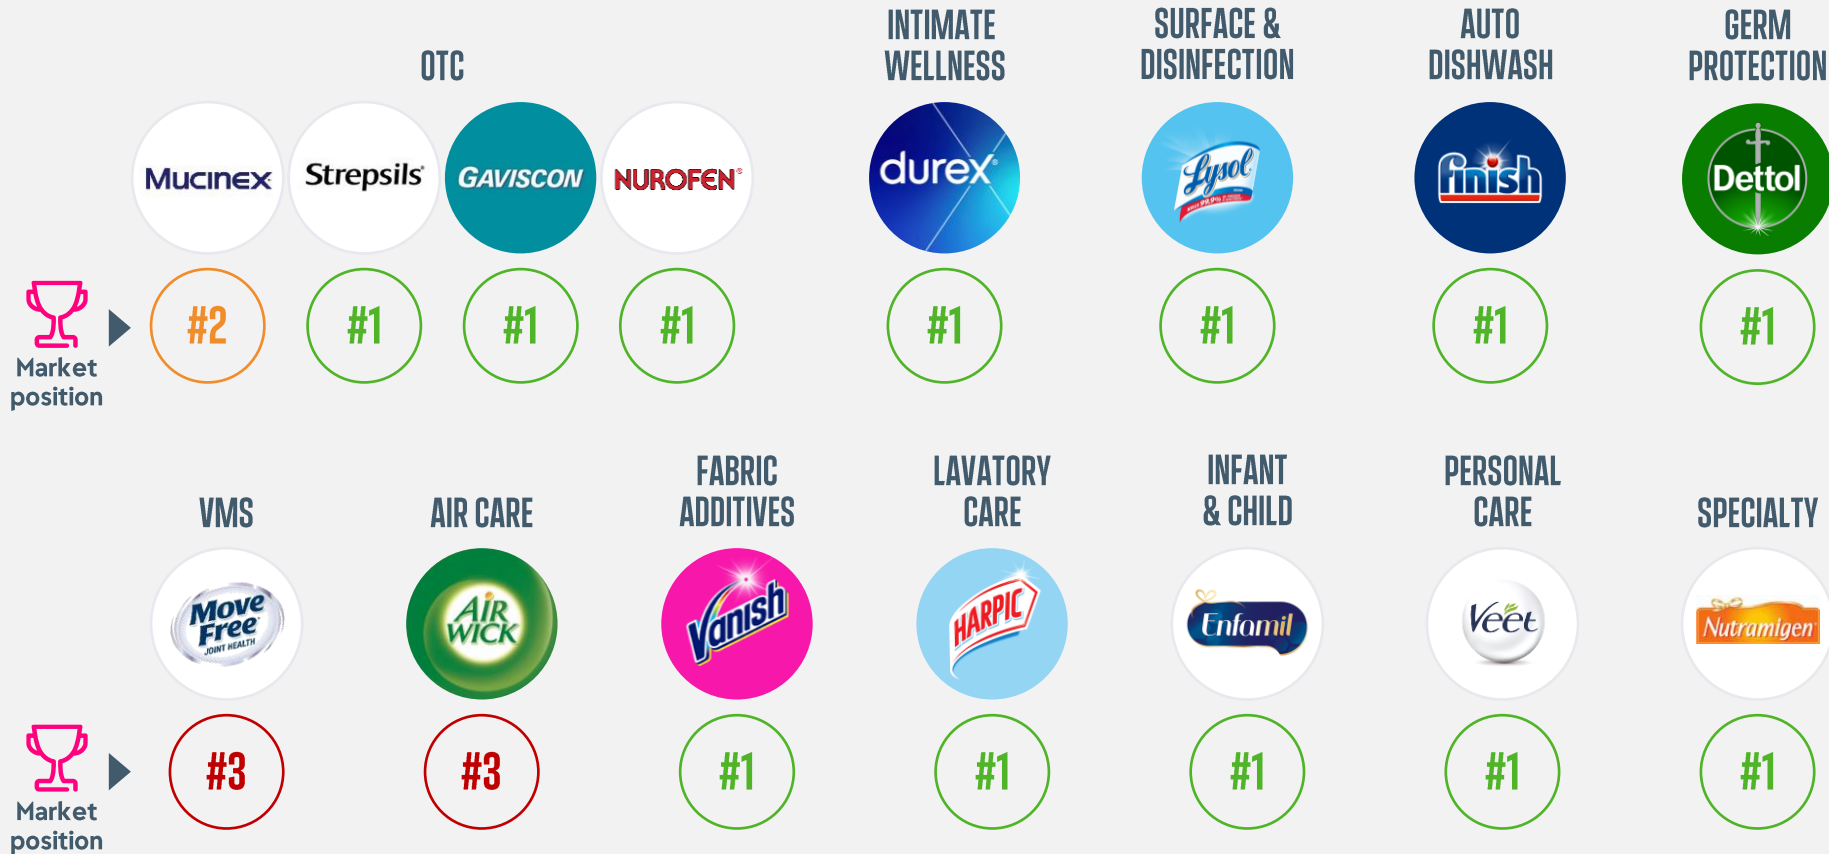 OTC
INTIMATE
WELLNESS
SURFACE &
DISINFECTION
AUTO
DISHWASH
GERM
PROTECTION
Mucinex
Strepsils®
GAVISCON
NUROFEN®
durex®
Lysol
KILLS 99.9%
finish
Dettol
Market
position
#2
#1
#1
#1
#1
#1
#1
#1
VMS
AIR CARE
FABRIC
ADDITIVES
LAVATORY
CARE
INFANT
& CHILD
PERSONAL
CARE
SPECIALTY
Move
Free
JOINT HEALTH
AIR
WICK
Vanish
HARPIC
Enfamil
Veet
Nutramigen
Market
position
#3
#3
#1
#1
#1
#1
#1